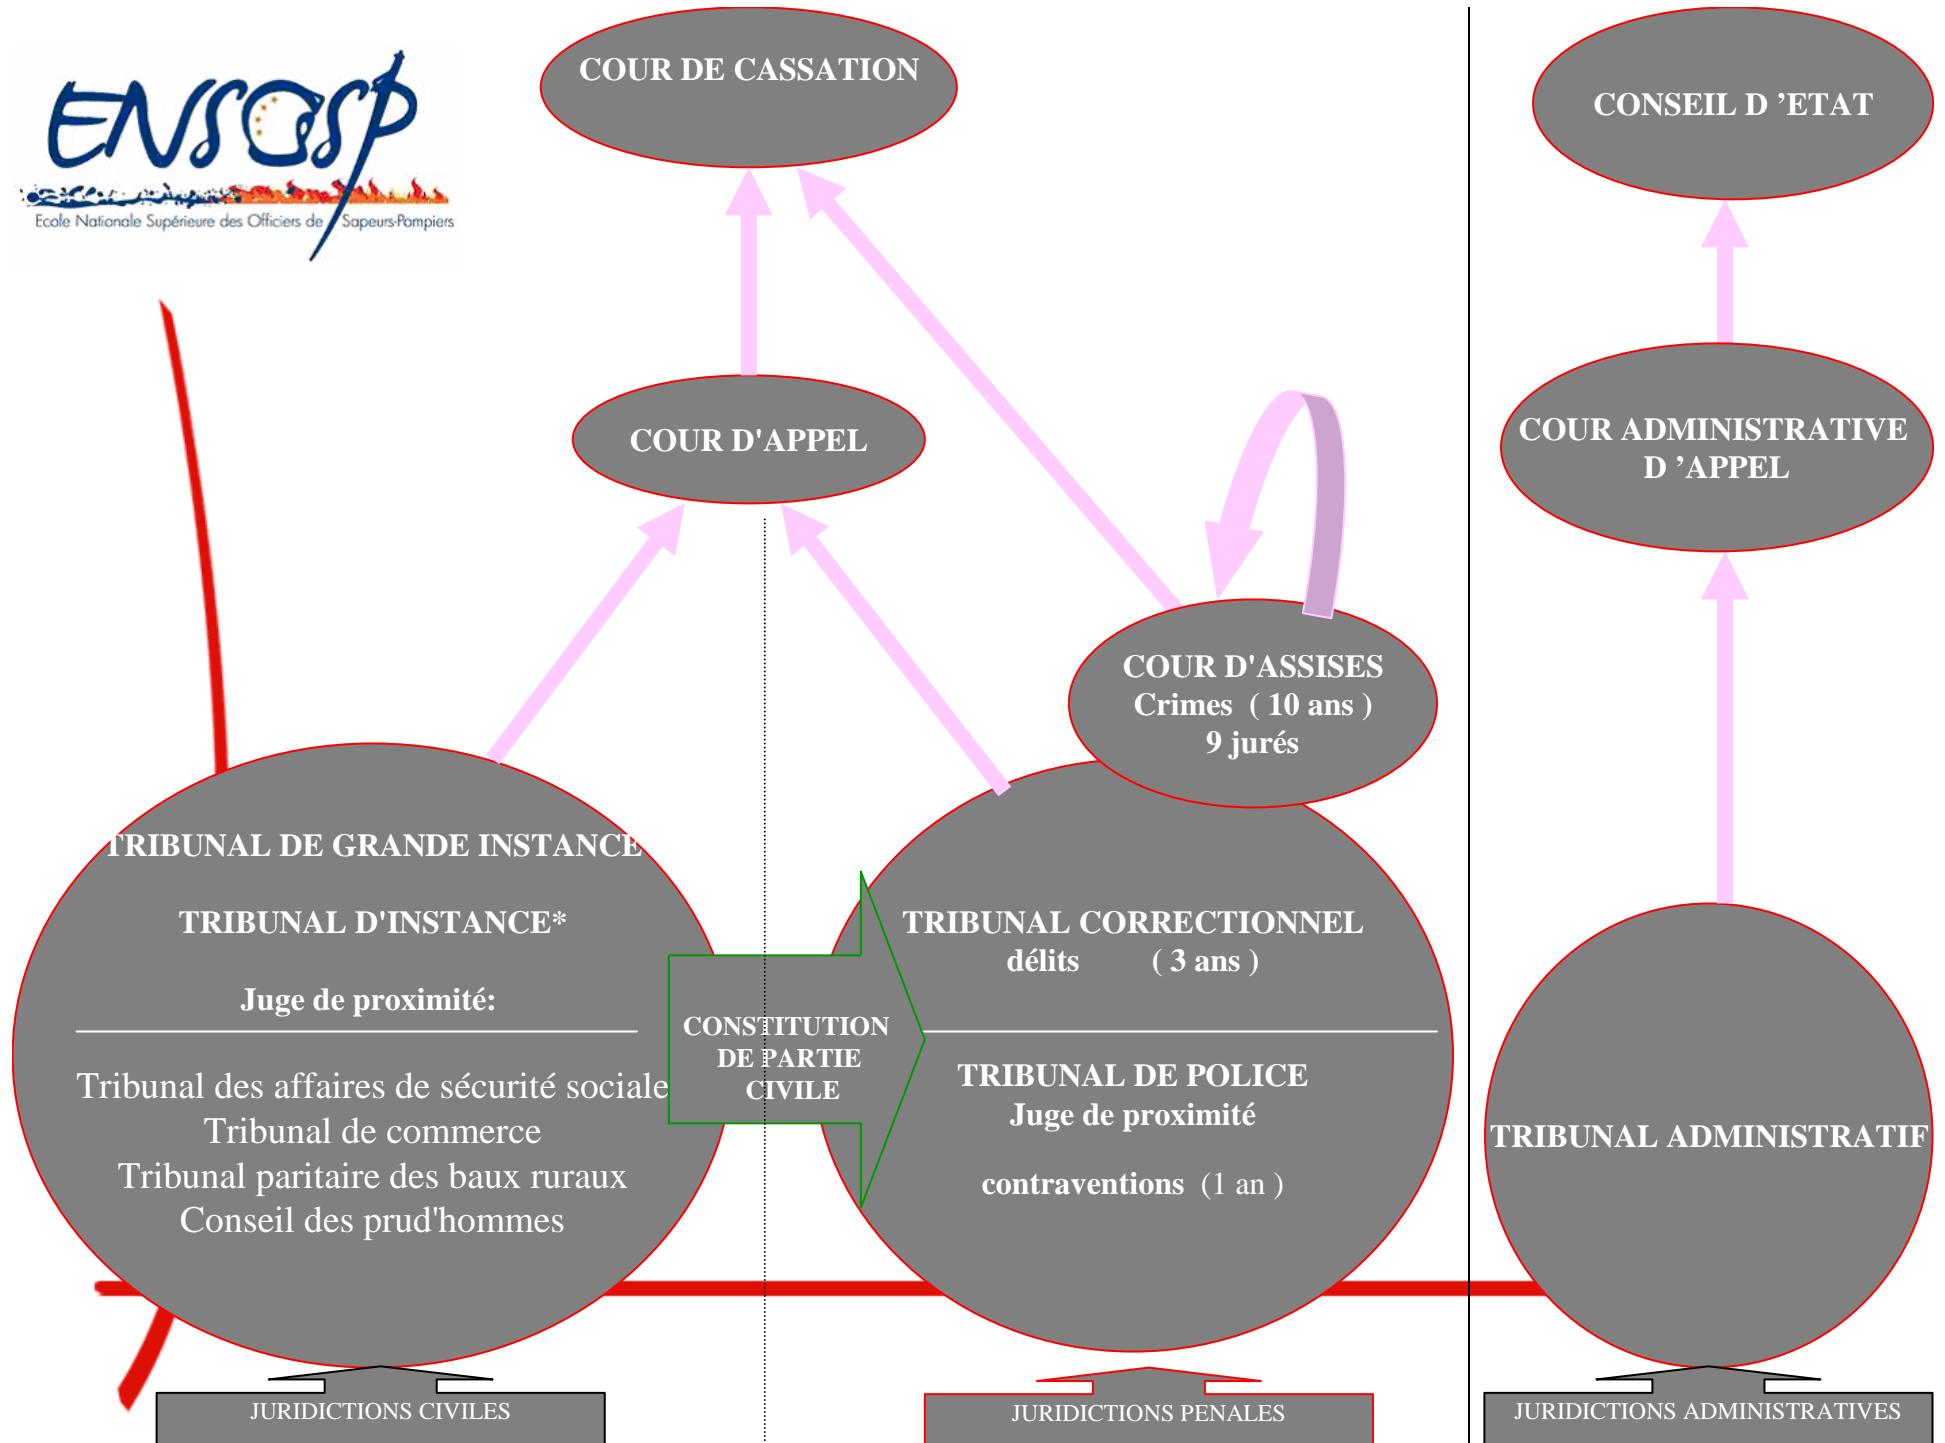 ENSOSP
Ecole Nationale Supérieure des Officiers de Sapeurs-Pompiers
COUR DE CASSATION
CONSEIL D ’ETAT
COUR D'APPEL
COUR ADMINISTRATIVE
D ’APPEL
COUR D'ASSISES
Crimes ( 10 ans )
9 jurés
TRIBUNAL DE GRANDE INSTANCE
TRIBUNAL D'INSTANCE*
Juge de proximité:
Tribunal des affaires de sécurité sociale
Tribunal de commerce
Tribunal paritaire des baux ruraux
Conseil des prud'hommes
CONSTITUTION
DE PARTIE
CIVILE
TRIBUNAL CORRECTIONNEL
délits ( 3 ans )
TRIBUNAL DE POLICE
Juge de proximité
contraventions (1 an )
TRIBUNAL ADMINISTRATIF
JURIDICTIONS CIVILES
JURIDICTIONS PENALES
JURIDICTIONS ADMINISTRATIVES